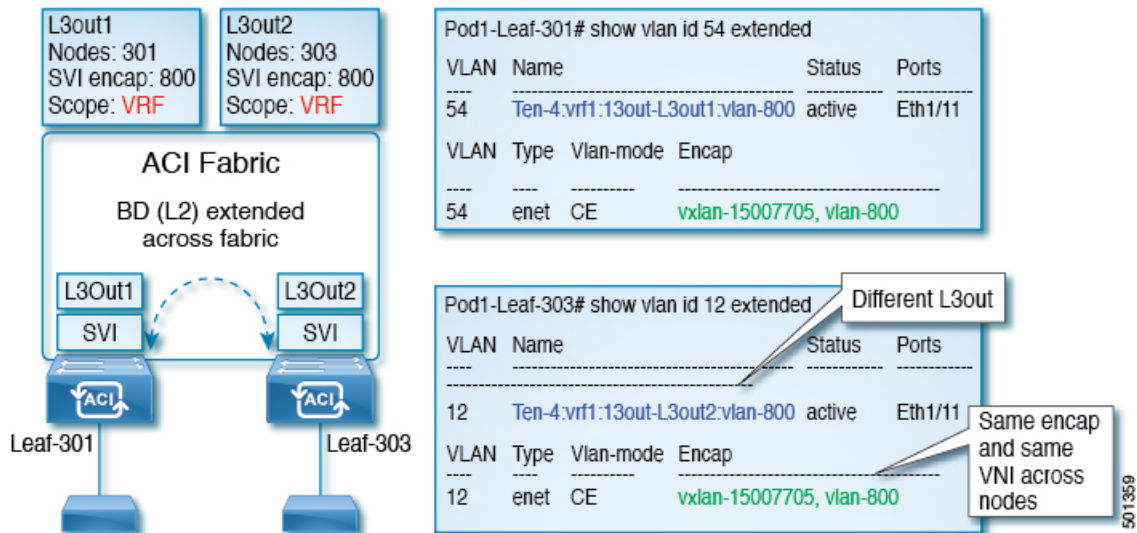 L3out1
Nodes: 301
SVI encap: 800
Scope: VRF
L3out2
Nodes: 303
SVI encap: 800
Scope: VRF
ACI Fabric
BD (L2) extended
across fabric
L3Out1
SVI
L3Out2
SVI
ACI
ACI
Leaf-301
Leaf-303
Pod1-Leaf-301# show vlan id 54 extended
VLAN Name Status Ports
---- ---------------------------------------- ----------- -----------
54 Ten-4:vrf1:13out-L3out1:vlan-800 active Eth1/11
VLAN Type Vlan-mode Encap
---- ---- ---------- ----------------------------------------
54 enet CE vxlan-15007705, vlan-800
Pod1-Leaf-303# show vlan id 12 extended
Different L3out
VLAN Name Status Ports
---- ---------------------------------------- ----------- -----------
--------------------------------------------
12 Ten-4:vrf1:13out-L3out2:vlan-800 active Eth1/11
VLAN Type Vlan-mode Encap
---- ---- ---------- ----------------------------------------
12 enet CE vxlan-15007705, vlan-800
Same encap
and same
VNI across
nodes
501359